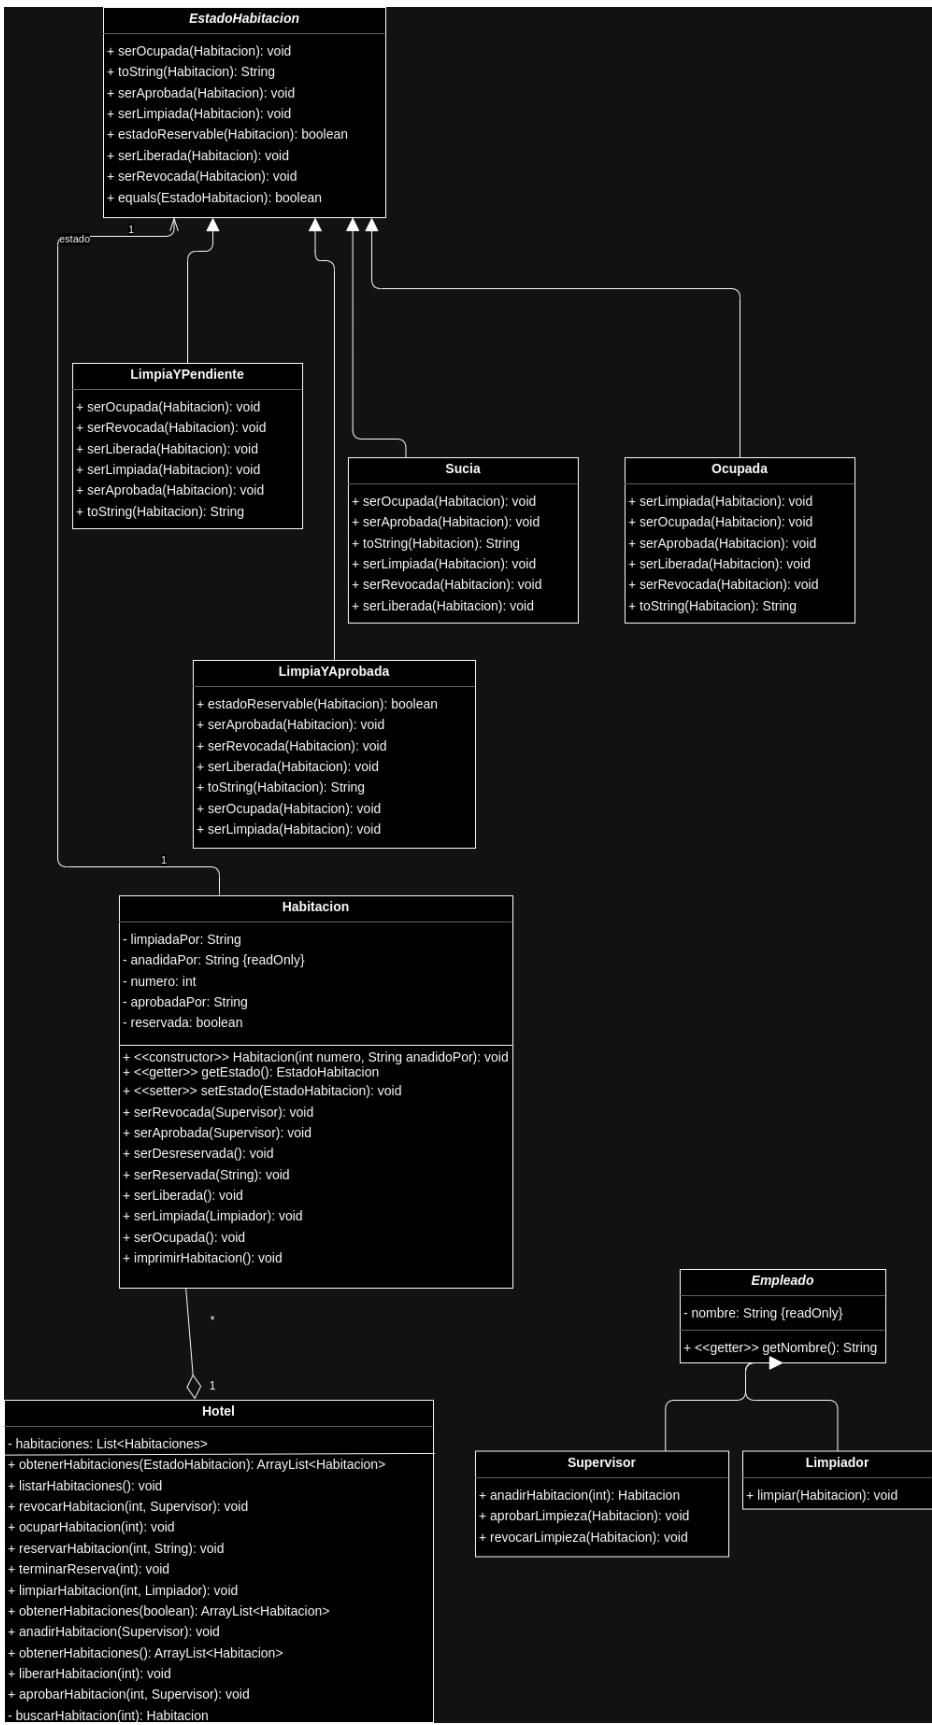 EstadoHabitacion
+ serOcupada(Habitacion): void
+ toString(Habitacion): String
+ serAprobada(Habitacion): void
+ serLimpiada(Habitacion): void
+ estadoReservable(Habitacion): boolean
+ serLiberada(Habitacion): void
+ serRevocada(Habitacion): void
+ equals(EstadoHabitacion): boolean
1
estado
LimpiaYPendiente
+ serOcupada(Habitacion): void
+ serRevocada(Habitacion): void
+ serLiberada(Habitacion): void
+ serLimpiada(Habitacion): void
+ serAprobada(Habitacion): void
+ toString(Habitacion): String
Sucia
+ serOcupada(Habitacion): void
+ serAprobada(Habitacion): void
+ toString(Habitacion): String
+ serLimpiada(Habitacion): void
+ serRevocada(Habitacion): void
+ serLiberada(Habitacion): void
Ocupada
+ serLimpiada(Habitacion): void
+ serOcupada(Habitacion): void
+ serAprobada(Habitacion): void
+ serLiberada(Habitacion): void
+ serRevocada(Habitacion): void
+ toString(Habitacion): String
LimpiaYAprobada
+ estadoReservable(Habitacion): boolean
+ serAprobada(Habitacion): void
+ serRevocada(Habitacion): void
+ serLiberada(Habitacion): void
+ toString(Habitacion): String
+ serOcupada(Habitacion): void
+ serLimpiada(Habitacion): void
1
Habitacion
- limpiadaPor: String
- anadidaPor: String {readOnly}
- numero: int
- aprobadaPor: String
- reservada: boolean
+ <<constructor>> Habitacion(int numero, String anadidoPor): void
+ <<getter>> getEstado(): EstadoHabitacion
+ <<setter>> setEstado(EstadoHabitacion): void
+ serRevocada(Supervisor): void
+ serAprobada(Supervisor): void
+ serDesreservada(): void
+ serReservada(String): void
+ serLiberada(): void
+ serLimpiada(Limpiador): void
+ serOcupada(): void
+ imprimirHabitacion(): void
*
1
Empleado
- nombre: String {readOnly}
+ <<getter>> getNombre(): String
Hotel
- habitaciones: List<Habitaciones>
+ obtenerHabitaciones(EstadoHabitacion): ArrayList<Habitacion>
+ listarHabitaciones(): void
+ revocarHabitacion(int, Supervisor): void
+ ocuparHabitacion(int): void
+ reservarHabitacion(int, String): void
+ terminarReserva(int): void
+ limpiarHabitacion(int, Limpiador): void
+ obtenerHabitaciones(boolean): ArrayList<Habitacion>
+ anadirHabitacion(Supervisor): void
+ obtenerHabitaciones(): ArrayList<Habitacion>
+ liberarHabitacion(int): void
+ aprobarHabitacion(int, Supervisor): void
- buscarHabitacion(int): Habitacion
Supervisor
+ anadirHabitacion(int): Habitacion
+ aprobarLimpieza(Habitacion): void
+ revocarLimpieza(Habitacion): void
Limpiador
+ limpiar(Habitacion): void